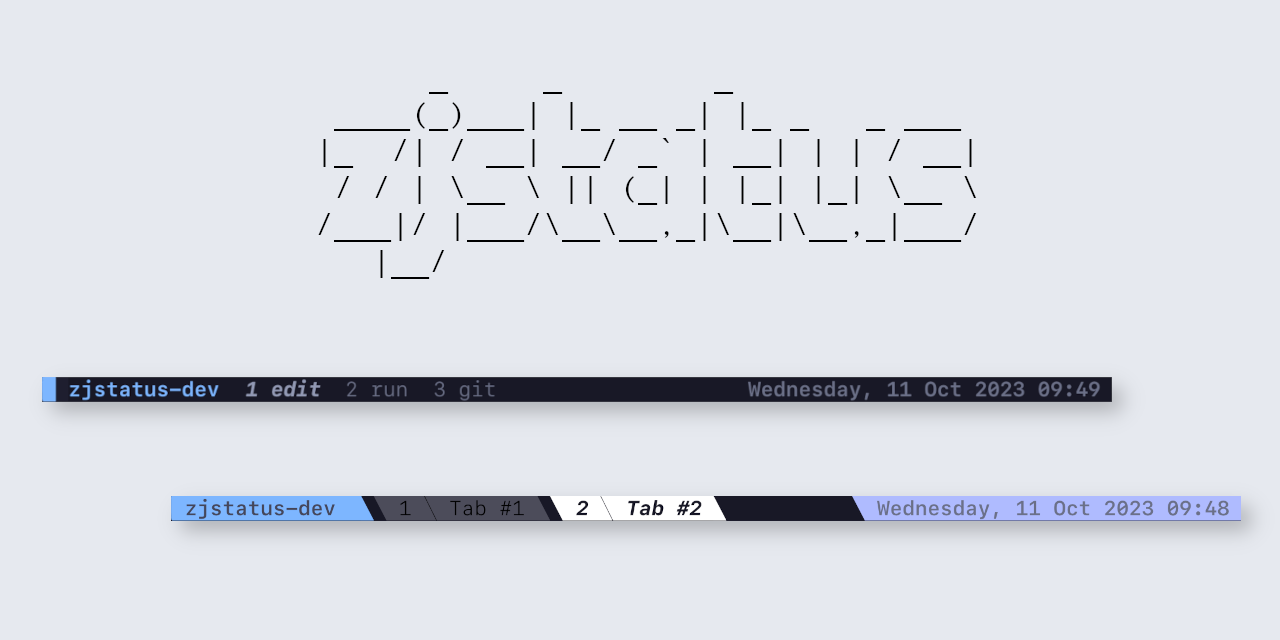 zjstatus
zjstatus-dev 1 edit 2 run 3 git Wednesday, 11 Oct 2023 09:49
zjstatus-dev 1 Tab #1 2 Tab #2 Wednesday, 11 Oct 2023 09:48